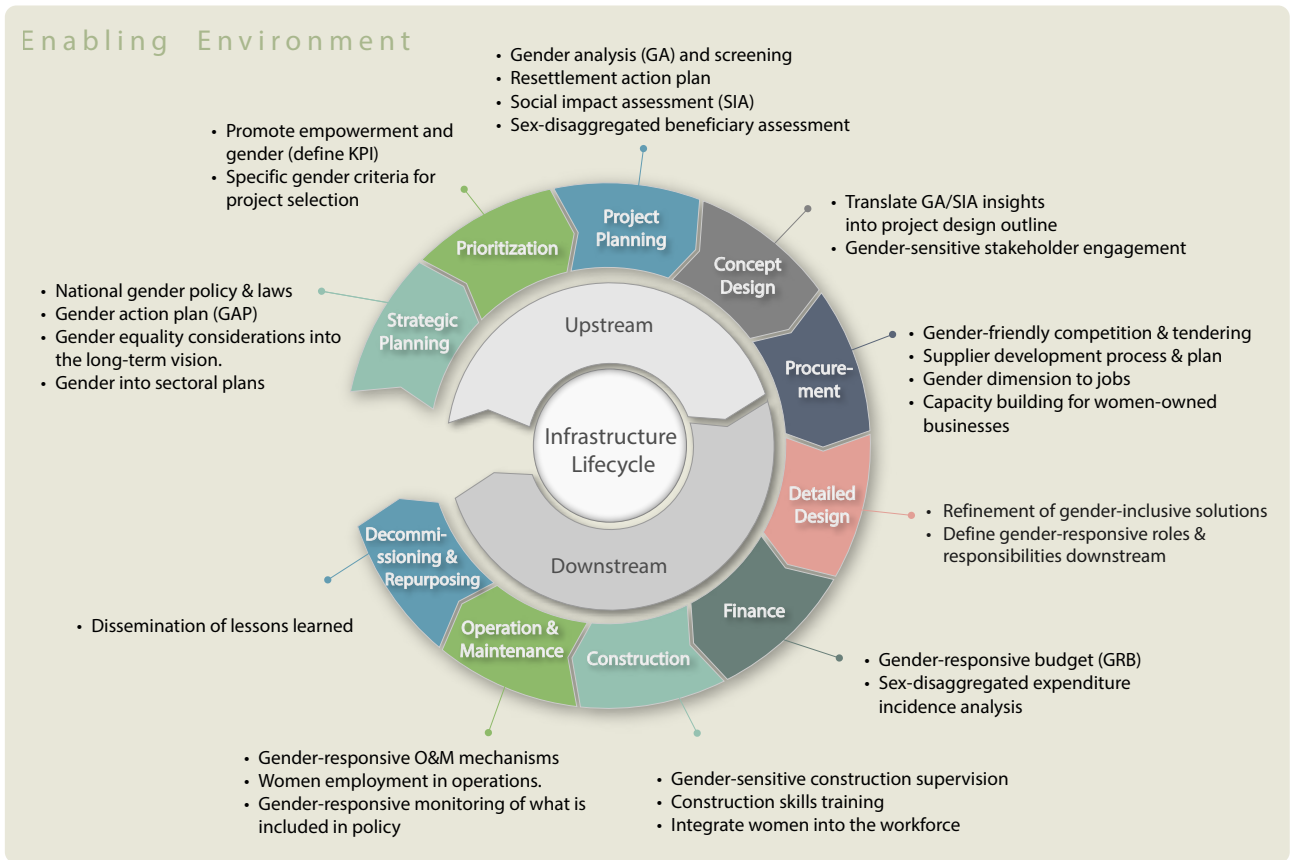 Enabling Environment
• Gender analysis (GA) and screening
• Resettlement action plan
• Social impact assessment (SIA)
• Sex-disaggregated beneficiary assessment
• Promote empowerment and
gender (define KPI)
• Specific gender criteria for
project selection
• Translate GA/SIA insights
into project design outline
• Gender-sensitive stakeholder engagement
• National gender policy & laws
• Gender action plan (GAP)
• Gender equality considerations into
the long-term vision.
• Gender into sectoral plans
• Gender-friendly competition & tendering
• Supplier development process & plan
• Gender dimension to jobs
• Capacity building for women-owned
businesses
Strategic
Planning
Prioritization
Project
Planning
Concept
Design
Procure-
ment
Detailed
Design
Finance
Construction
Operation &
Maintenance
Decommi-
ssioning &
Repurposing
Upstream
Infrastructure
Lifecycle
Downstream
• Refinement of gender-inclusive solutions
• Define gender-responsive roles &
responsibilities downstream
• Dissemination of lessons learned
• Gender-responsive budget (GRB)
• Sex-disaggregated expenditure
incidence analysis
• Gender-responsive O&M mechanisms
• Women employment in operations.
• Gender-responsive monitoring of what is
included in policy
• Gender-sensitive construction supervision
• Construction skills training
• Integrate women into the workforce